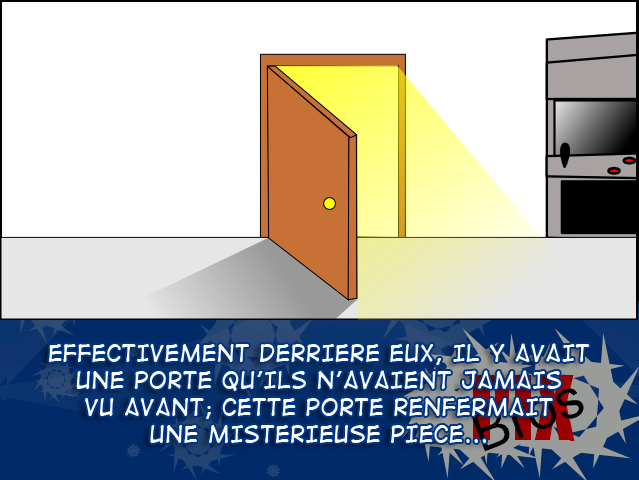 EFFECTIVEMENT DERRIERE EUX, IL Y AVAIT
UNE PORTE QU'ILS N'AVAIENT JAMAIS
VU AVANT; CETTE PORTE RENFERMAIT
UNE MISTERIEUSE PIECE...